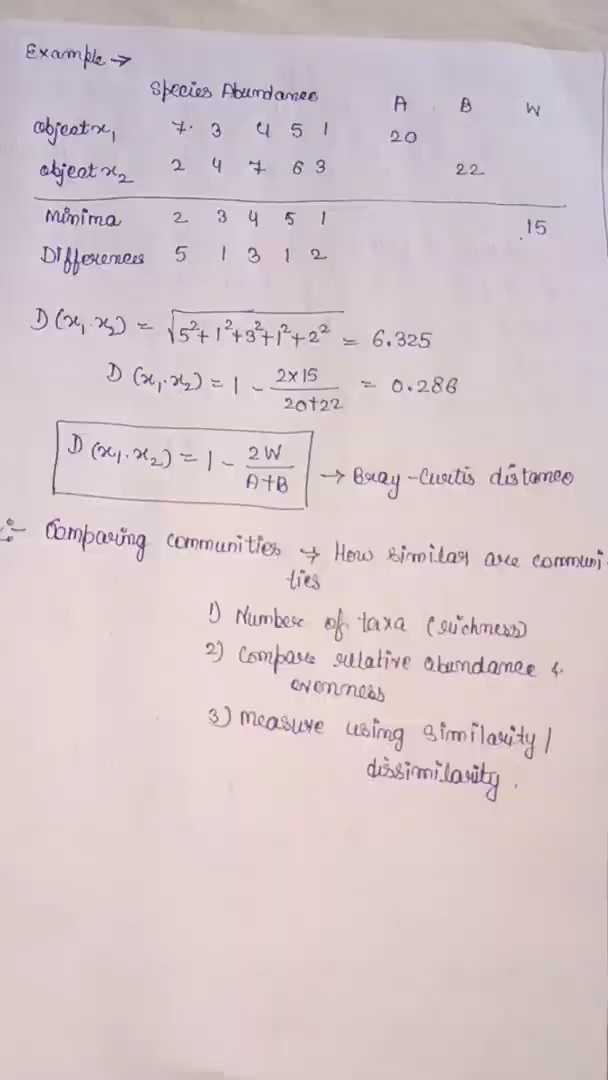 Example →
Species Abundance A B W
object x₁ 7 3 4 5 1 20
object x₂ 2 4 7 6 3 22
Minima 2 3 4 5 1 15
Differences 5 1 3 1 2
D(x₁.x₂) = √5²+1²+3²+1²+2² = 6.325
D(x₁.x₂) = 1 - 2×15/20+22 = 0.286
D(x₁.x₂) = 1 - 2W/A+B → Bray-Curtis distance
Comparing communities → How similar are communi-
ties
1) Number of taxa (richness)
2) Compare relative abundance &
evenness
3) Measure using similarity/
dissimilarity.